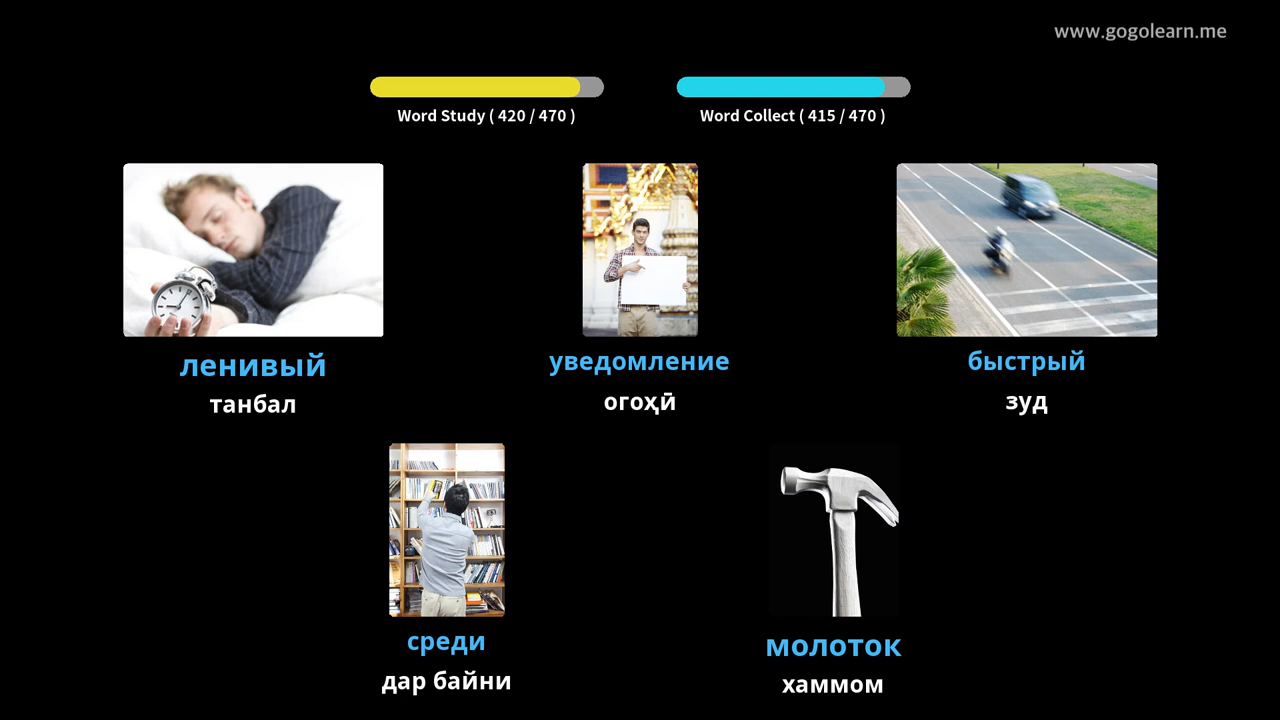 www.gogolearn.me
Word Study ( 420 / 470 )
Word Collect ( 415 / 470 )
ленивый
танбал
уведомление
огоҳӣ
быстрый
зуд
среди
дар байни
молоток
хаммом